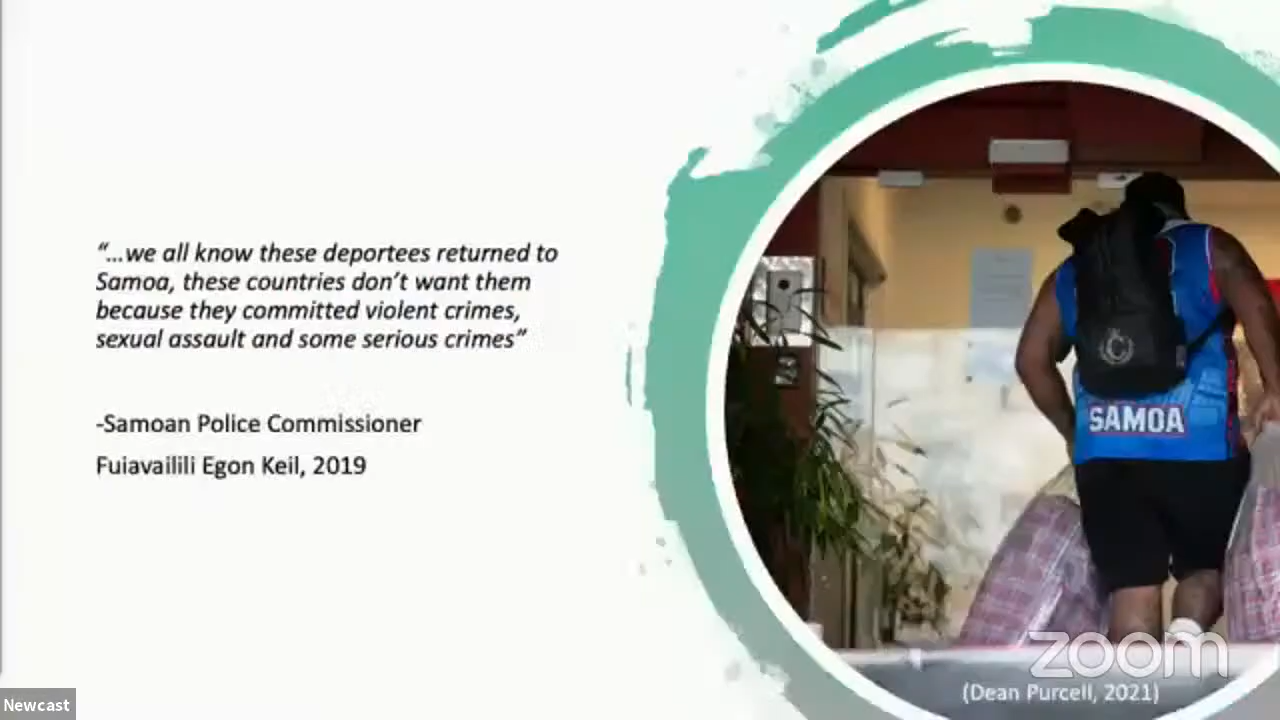 “...we all know these deportees returned to
Samoa, these countries don’t want them
because they committed violent crimes,
sexual assault and some serious crimes”
-Samoan Police Commissioner
Fuiavailili Egon Keil, 2019
C
SAMOA
zoom
(Dean Purcell, 2021)
Newcast